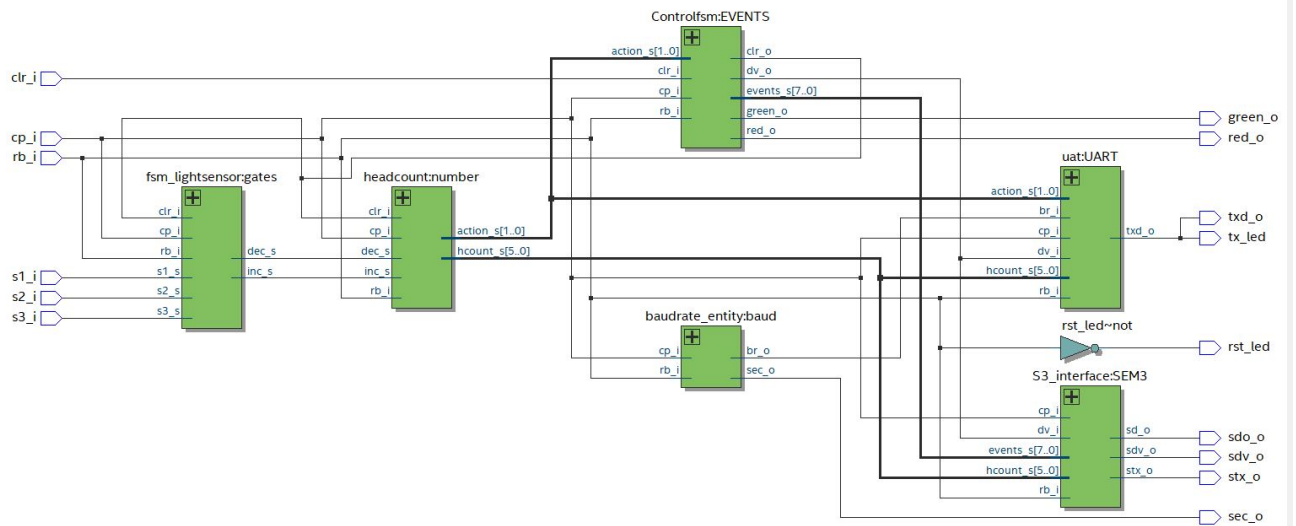 Controlfsm:EVENTS
action_s[1..0]
clr_i
cp_i
rb_i
clr_o
dv_o
events_s[7..0]
green_o
red_o
clr_i
cp_i
rb_i
s1_i
s2_i
s3_i
fsm_lightsensor:gates
clr_i
cp_i
rb_i
s1_s
s2_s
s3_s
dec_s
inc_s
headcount:number
clr_i
cp_i
dec_s
inc_s
rb_i
action_s[1..0]
hcount_s[5..0]
baudrate_entity:baud
cp_i
rb_i
br_o
sec_o
uat:UART
action_s[1..0]
br_i
cp_i
dv_i
hcount_s[5..0]
rb_i
txd_o
rst_led~not
S3_interface:SEM3
cp_i
dv_i
events_s[7..0]
hcount_s[5..0]
rb_i
sd_o
sdv_o
stx_o
green_o
red_o
txd_o
tx_led
rst_led
sdo_o
sdv_o
stx_o
sec_o